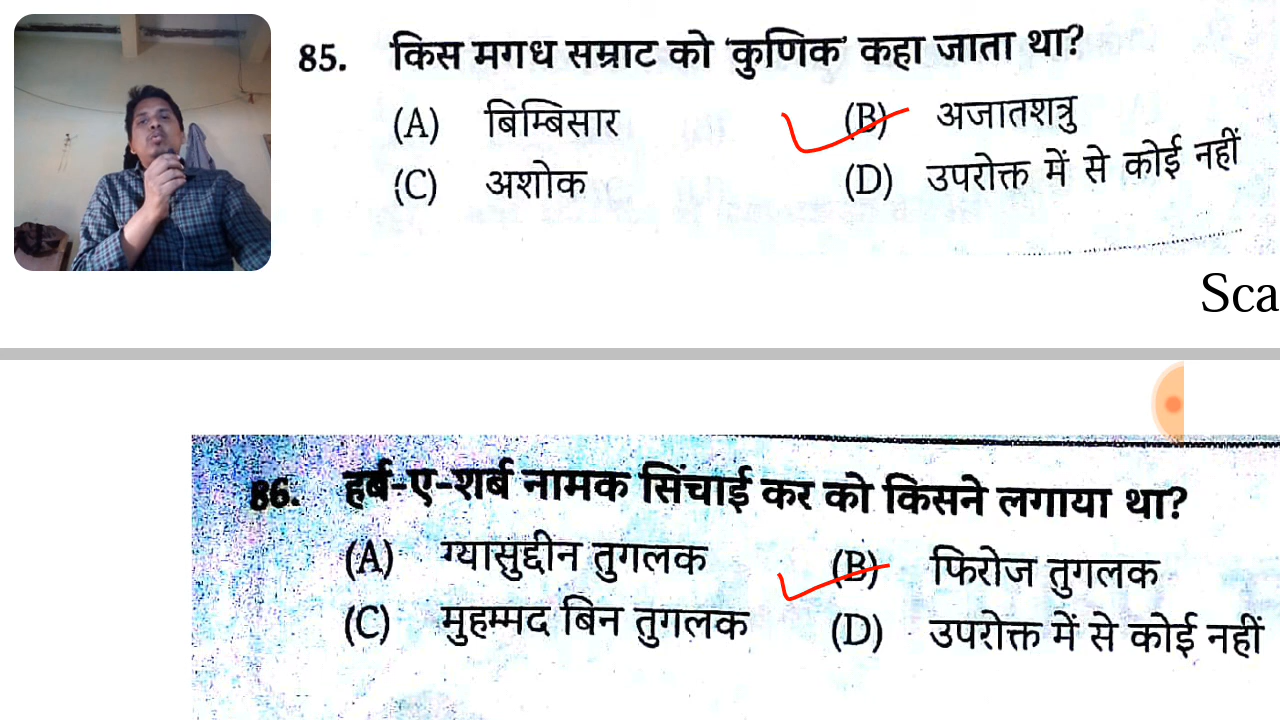 85. किस मगध सम्राट को 'कुणिक' कहा जाता था?
(A) बिम्बिसार (B) अजातशत्रु
(C) अशोक (D) उपरोक्त में से कोई नहीं
Sca
86. हर्ब-ए-शर्ब नामक सिंचाई कर को किसने लगाया था?
(A) ग्यासुद्दीन तुगलक (B) फिरोज तुगलक
(C) मुहम्मद बिन तुगलक (D) उपरोक्त में से कोई नहीं